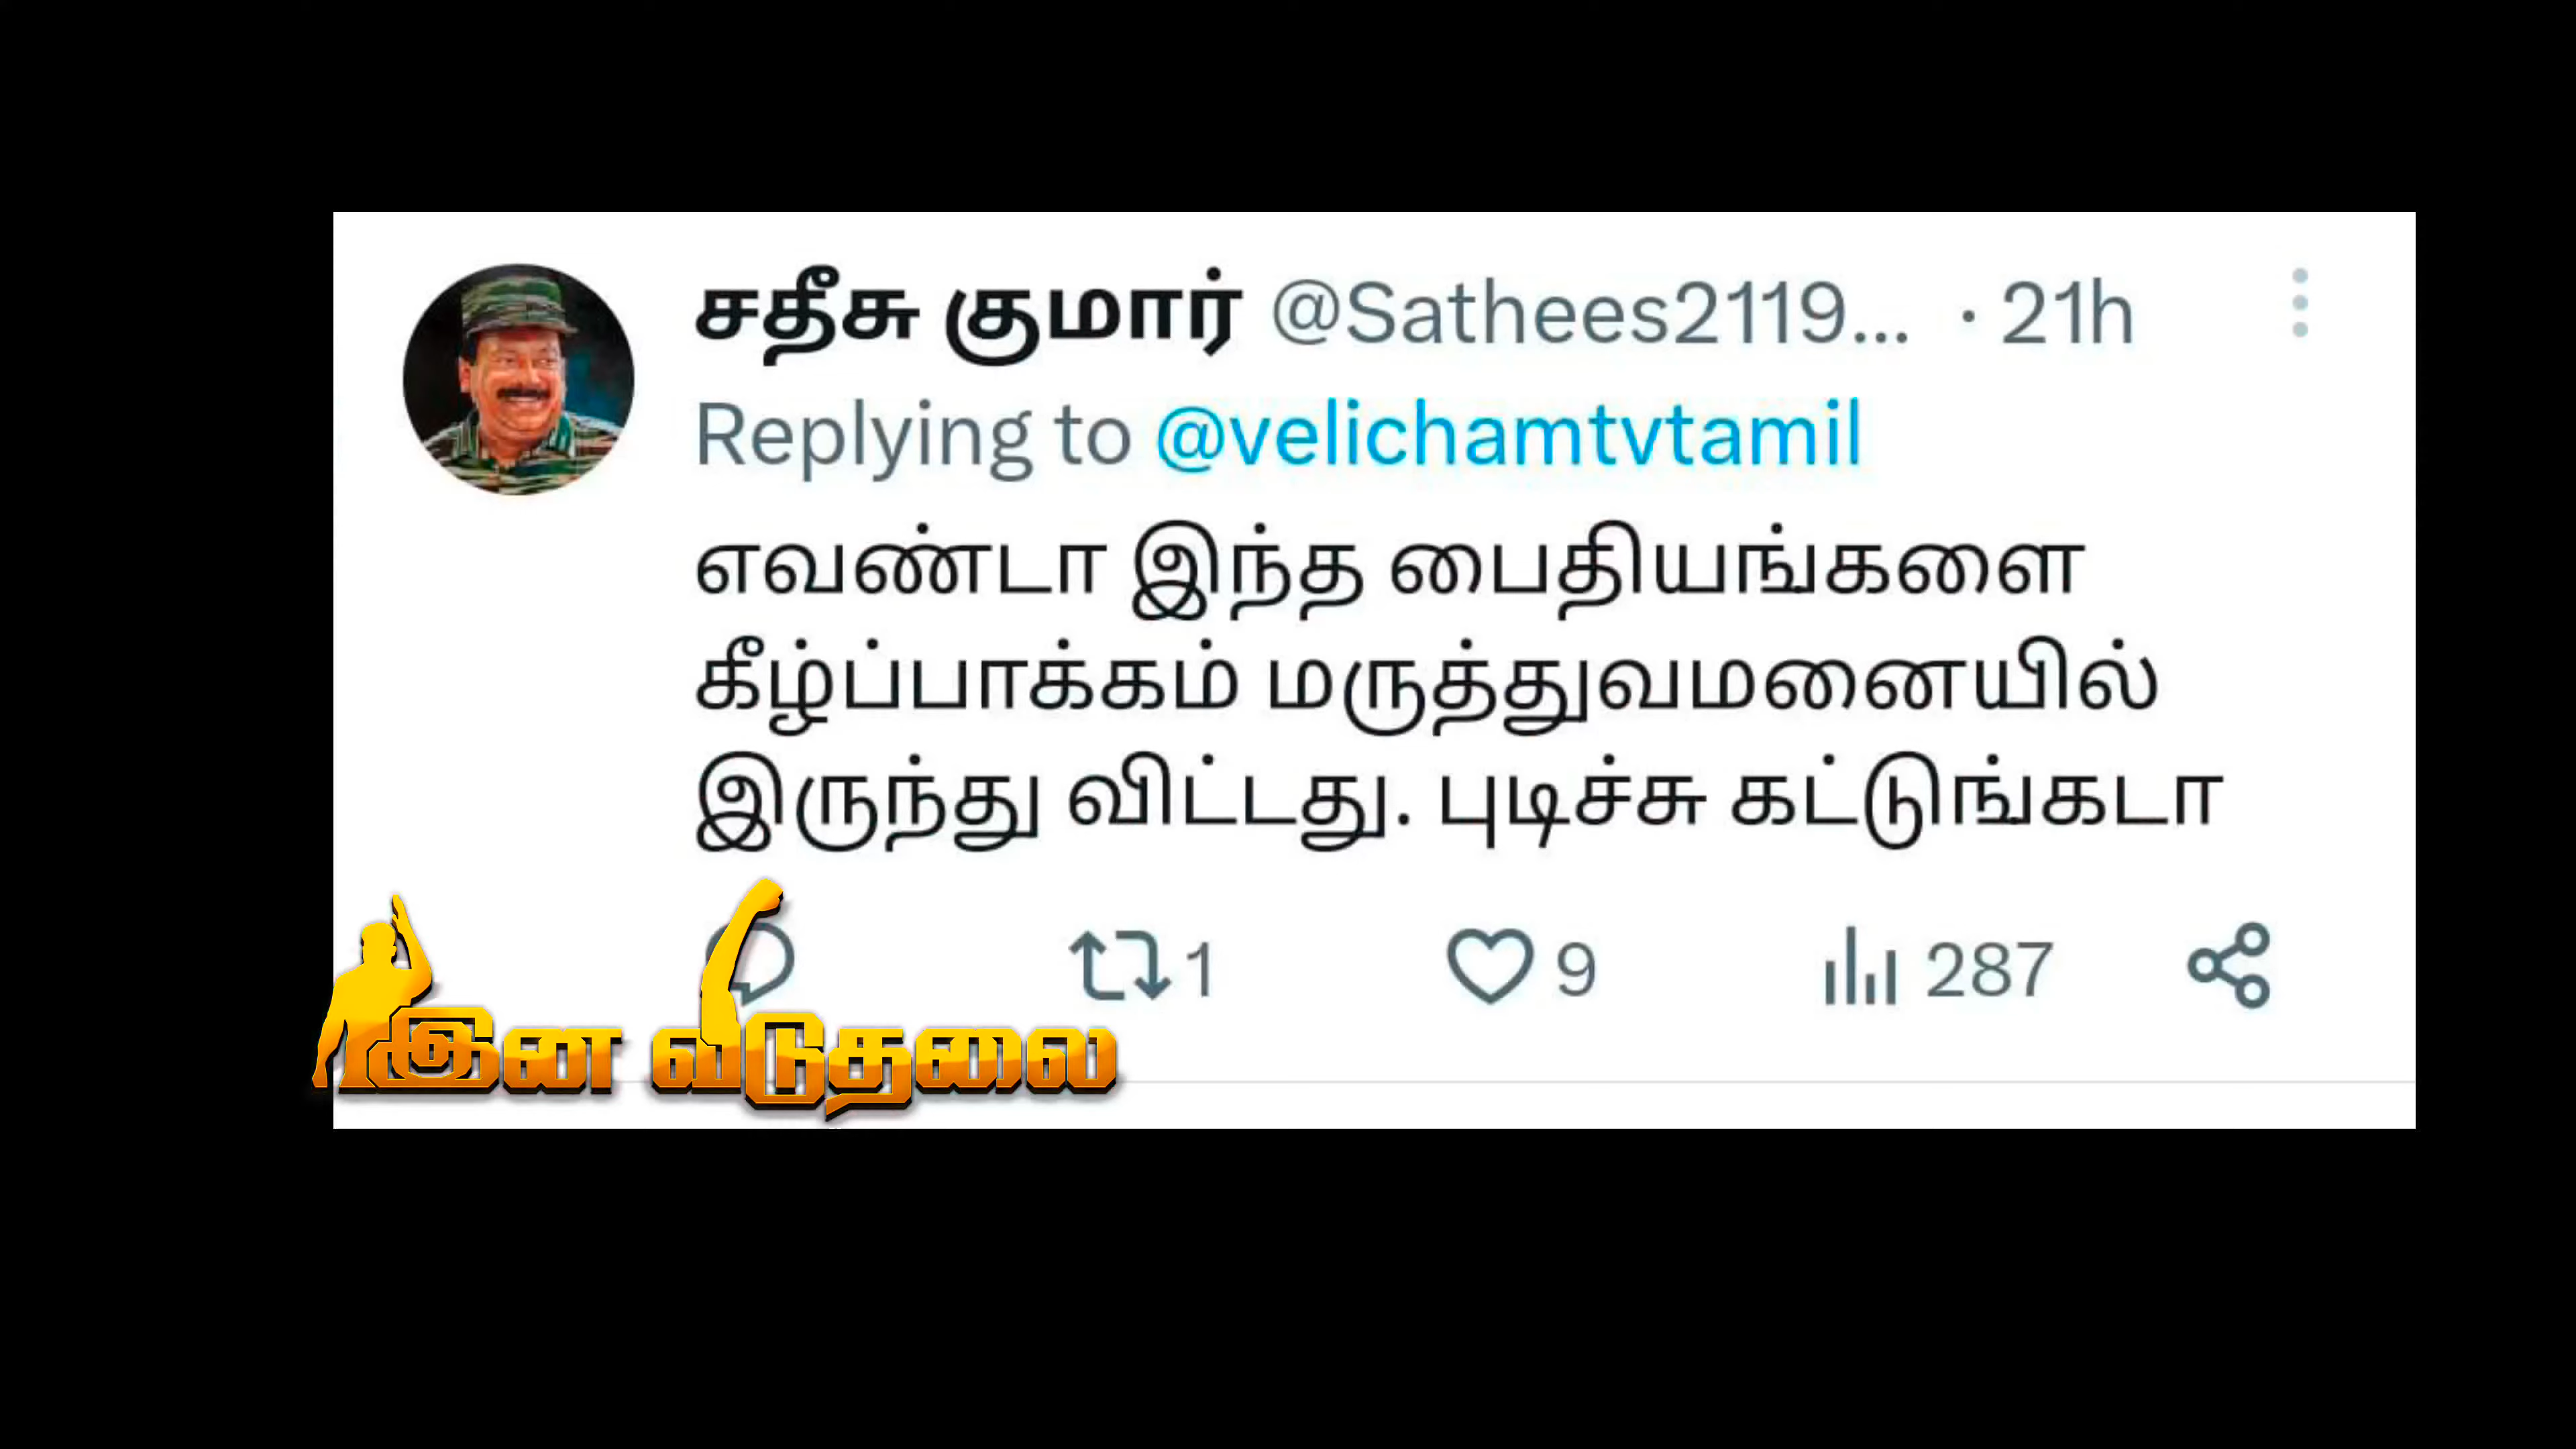 சதீசு குமார் @Sathees2119... · 21h
Replying to @velichamtvtamil
எவண்டா இந்த பைதியங்களை
கீழ்ப்பாக்கம் மருத்துவமனையில்
இருந்து விட்டது. புடிச்சு கட்டுங்கடா
1 9 287
இன விடுதலை